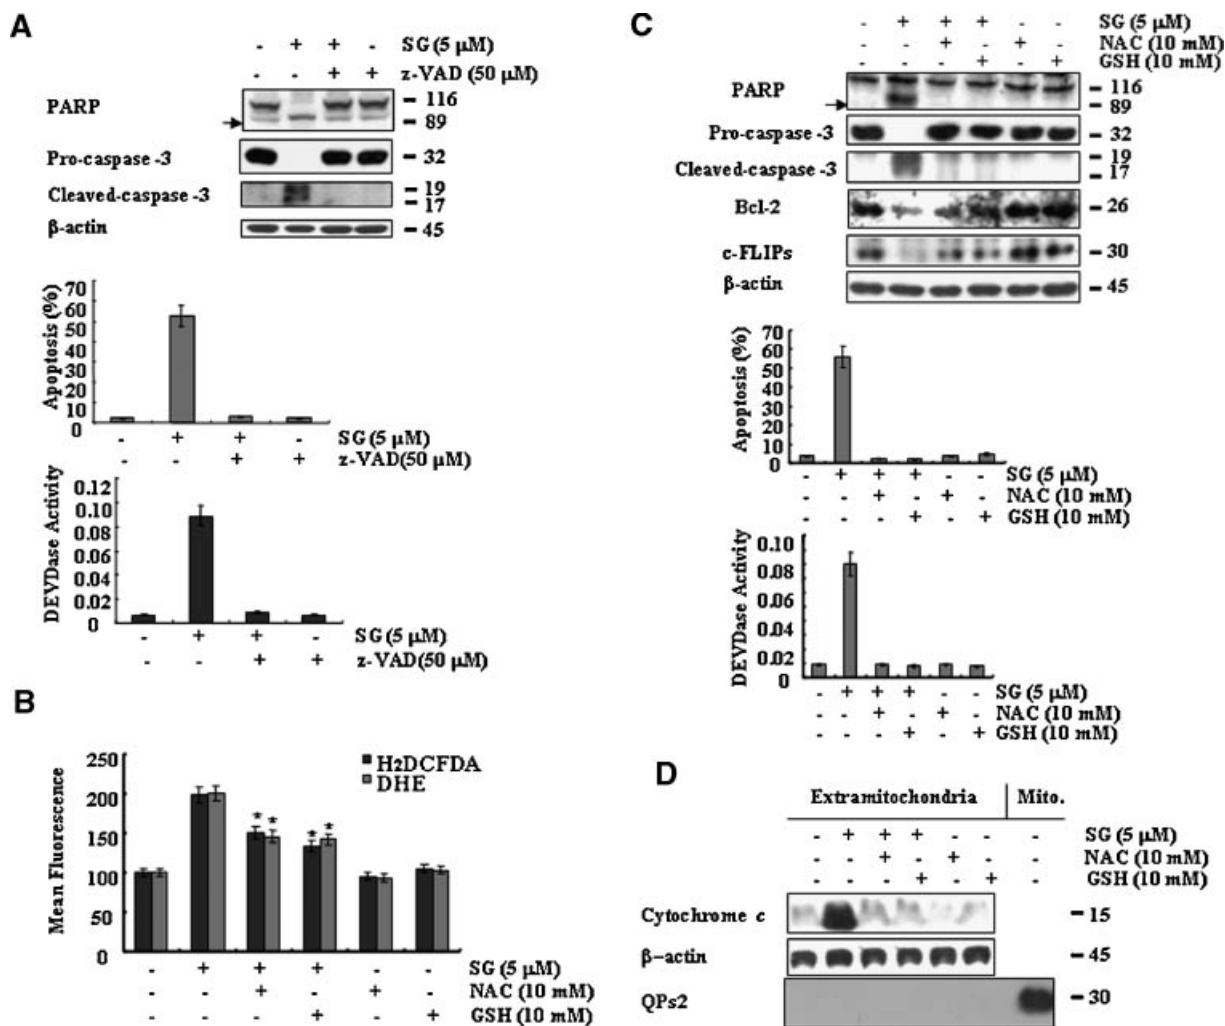 A
- + + - SG (5 µM)
- - + + z-VAD (50 µM)
PARP
116
89
Pro-caspase -3
32
Cleaved-caspase -3
19
17
β-actin
45
Apoptosis (%)
70
60
50
40
30
20
10
0
- + + - SG (5 µM)
- - + + z-VAD(50 µM)
DEVDase Activity
0.12
0.10
0.08
0.06
0.04
0.02
0
- + + - SG (5 µM)
- - + + z-VAD(50 µM)
B
Mean Fluorescence
250
200
150
100
50
0
H2DCFDA
DHE
* *
* *
- + + + - - SG (5 µM)
- - + - + - NAC (10 mM)
- - - + - + GSH (10 mM)
C
- + + + - - SG (5 µM)
- - + - + - NAC (10 mM)
- - - + - + GSH (10 mM)
PARP
116
89
Pro-caspase -3
32
Cleaved-caspase -3
19
17
Bcl-2
26
c-FLIPs
30
β-actin
45
Apoptosis (%)
70
60
50
40
30
20
10
0
- + + + - - SG (5 µM)
- - + - + - NAC (10 mM)
- - - + - + GSH (10 mM)
DEVDase Activity
0.10
0.08
0.06
0.04
0.02
0
- + + + - - SG (5 µM)
- - + - + - NAC (10 mM)
- - - + - + GSH (10 mM)
D
Extramitochondria Mito.
- + + + - - - SG (5 µM)
- - + - + - - NAC (10 mM)
- - - + - + - GSH (10 mM)
Cytochrome c
15
β-actin
45
QPs2
30